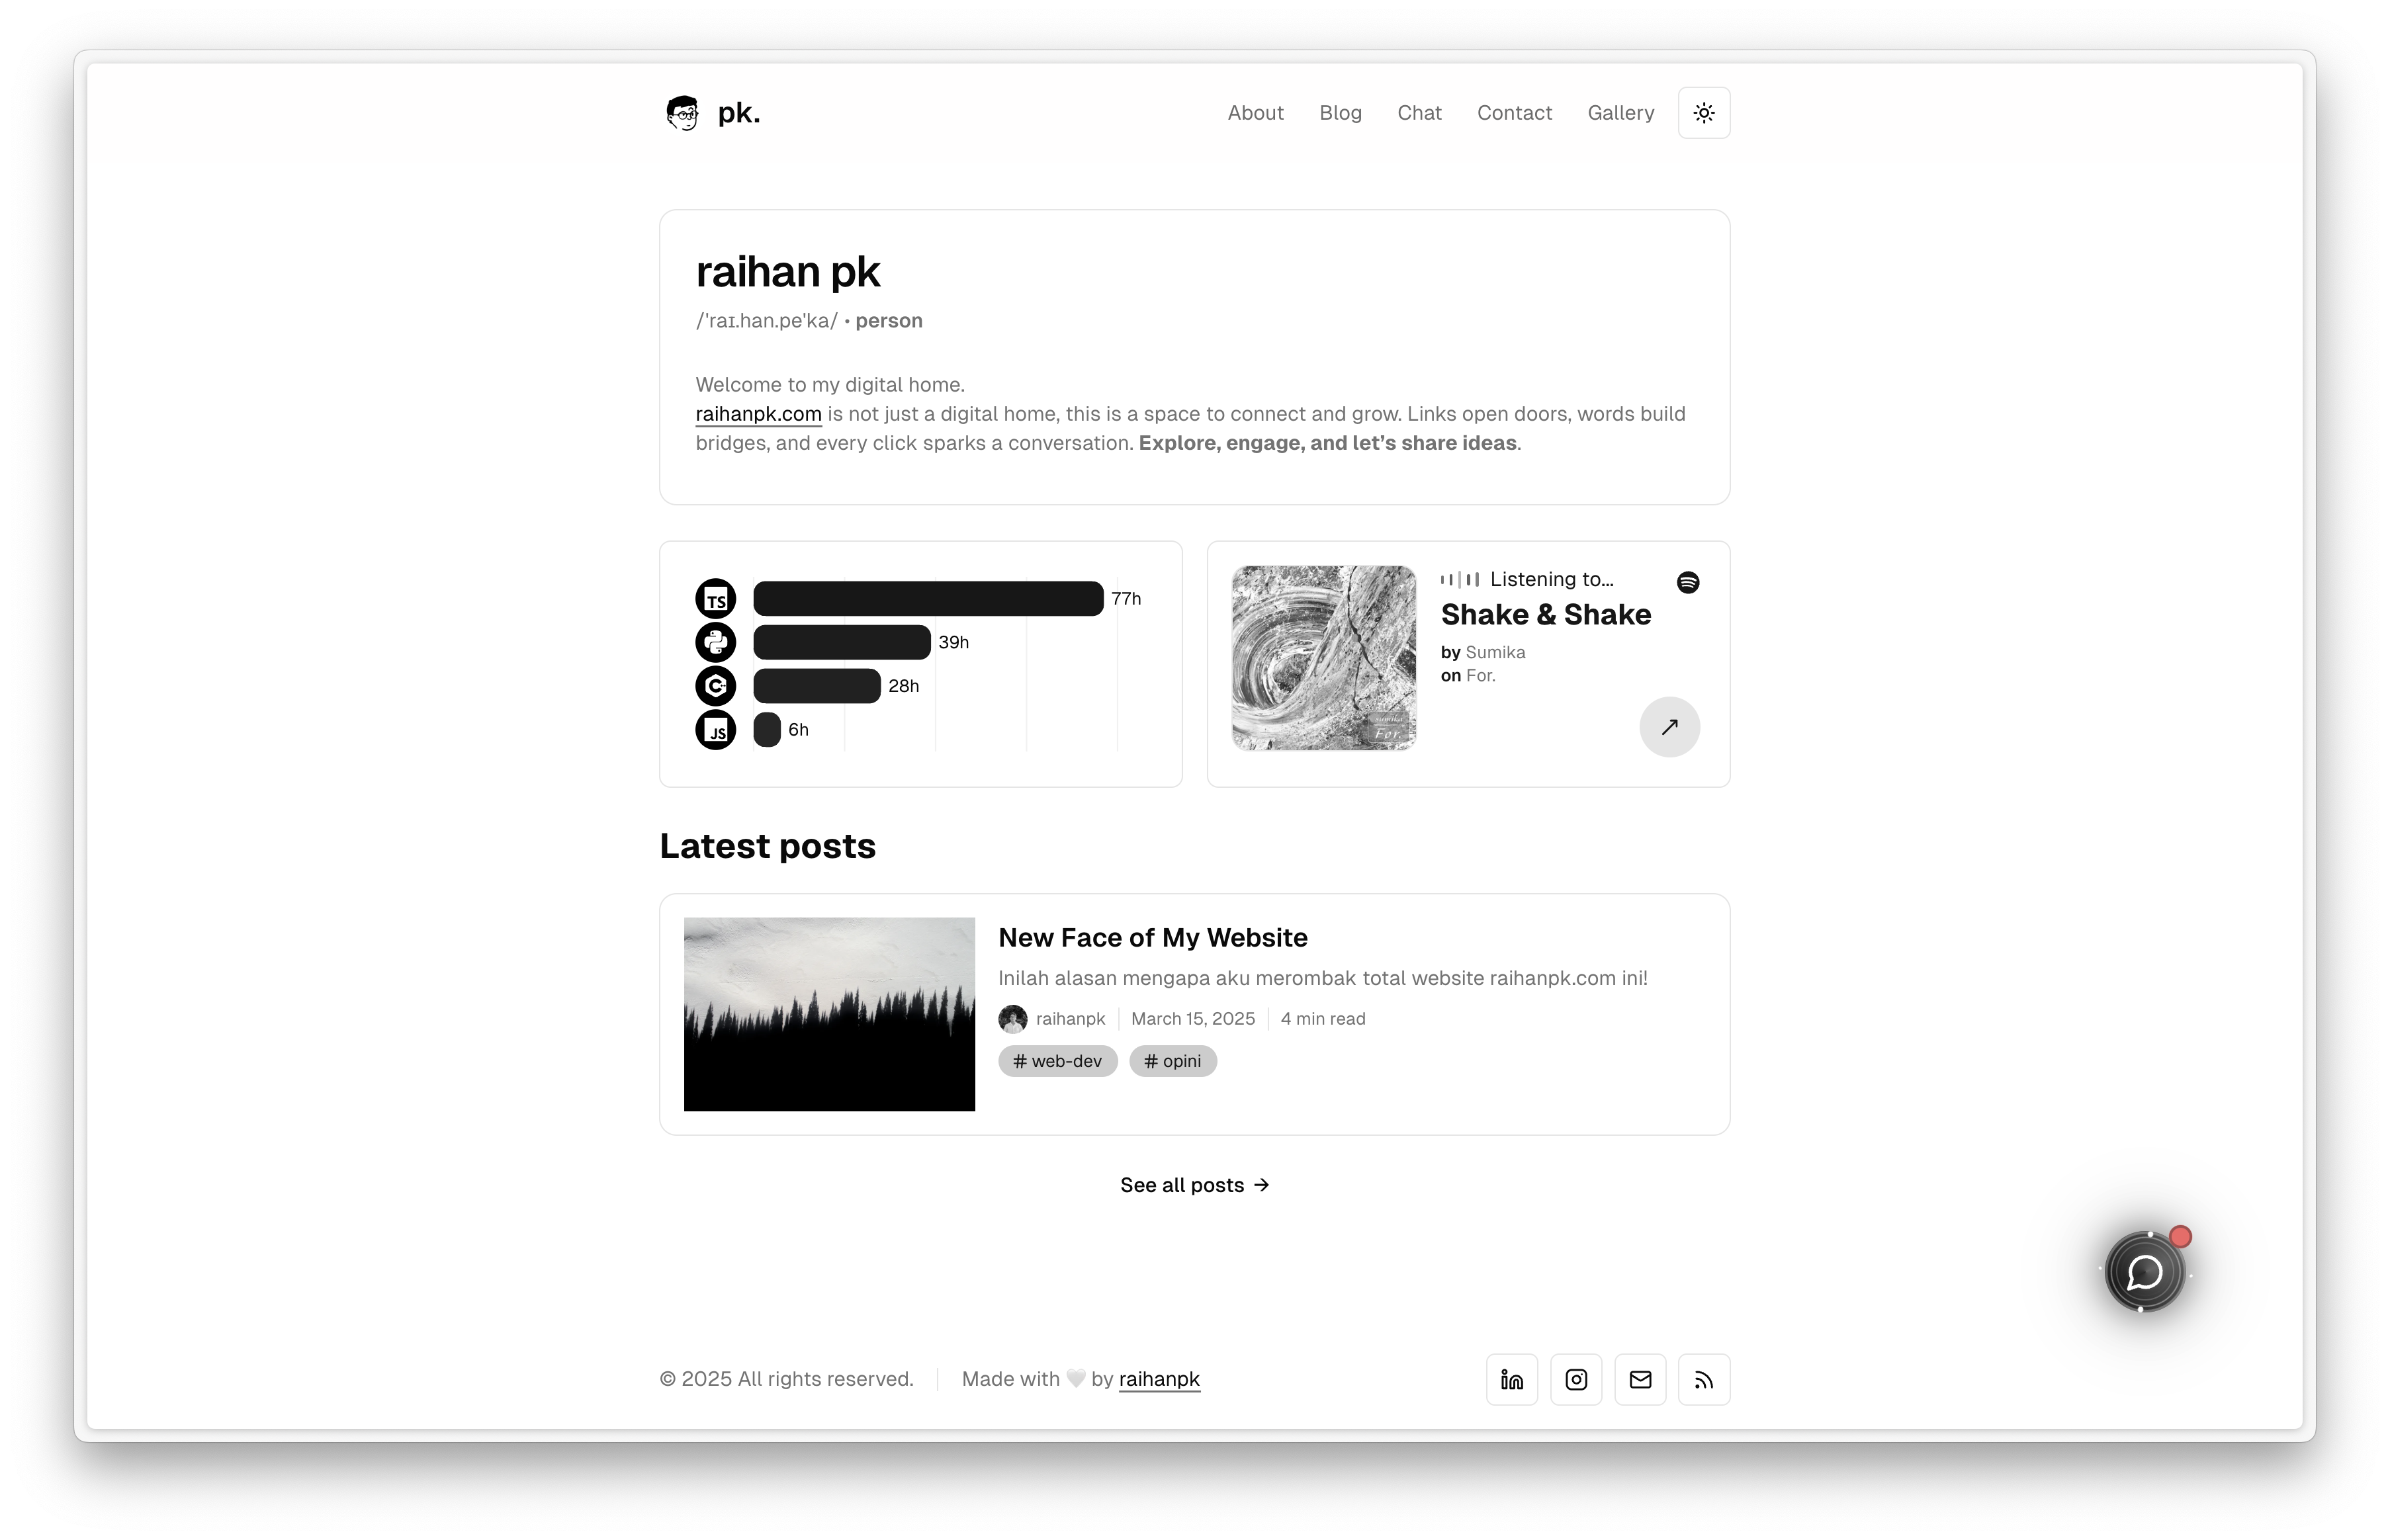 pk.
About Blog Chat Contact Gallery
raihan pk
/'raɪ.han.pe'ka/ • person
Welcome to my digital home.
raihanpk.com is not just a digital home, this is a space to connect and grow. Links open doors, words build
bridges, and every click sparks a conversation. Explore, engage, and let’s share ideas.
TS 77h
39h
C 28h
JS 6h
Listening to...
Shake & Shake
by Sumika
on For.
sumika
For.
Latest posts
New Face of My Website
Inilah alasan mengapa aku merombak total website raihanpk.com ini!
raihanpk March 15, 2025 4 min read
# web-dev # opini
See all posts →
© 2025 All rights reserved. Made with 🤍 by raihanpk
in